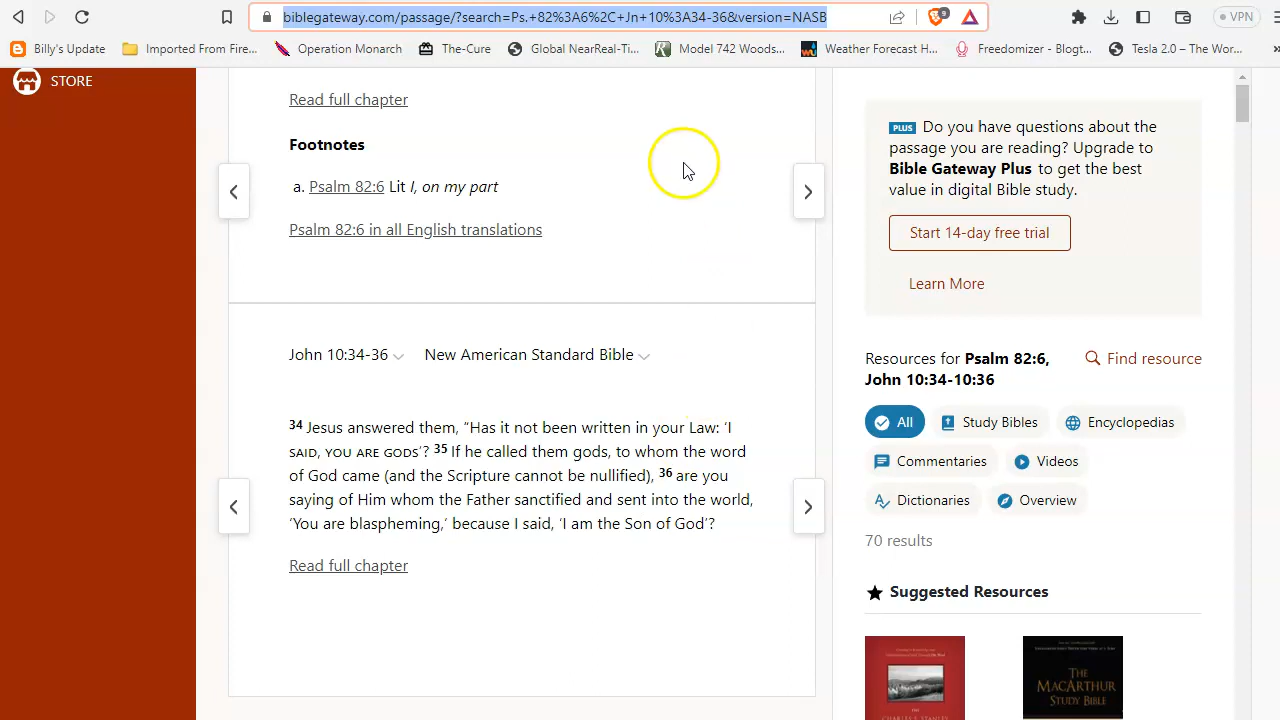 biblegateway.com/passage/?search=Ps.+82%3A6%2C+Jn+10%3A34-36&version=NASB
9
VPN
Billy's Update
Imported From Fire...
Operation Monarch
The-Cure
Global NearReal-Ti...
Model 42 Woods...
Weather Forecast H...
Freedomizer - Blogt...
Tesla 2.0 – The Wor...
»
STORE
Read full chapter
Footnotes
a. Psalm 82:6 Lit I, on my part
Psalm 82:6 in all English translations
John 10:34-36 New American Standard Bible
34 Jesus answered them, “Has it not been written in your Law: ‘I
SAID, YOU ARE GODS’? 35 If he called them gods, to whom the word
of God came (and the Scripture cannot be nullified), 36 are you
saying of Him whom the Father sanctified and sent into the world,
‘You are blaspheming,’ because I said, ‘I am the Son of God’?
Read full chapter
PLUS Do you have questions about the
passage you are reading? Upgrade to
Bible Gateway Plus to get the best
value in digital Bible study.
Start 14-day free trial
Learn More
Resources for Psalm 82:6,
John 10:34-10:36
Find resource
All
Study Bibles
Encyclopedias
Commentaries
Videos
Dictionaries
Overview
70 results
Suggested Resources
CHARLES F. STANLEY
THE
MACARTHUR
STUDY BIBLE